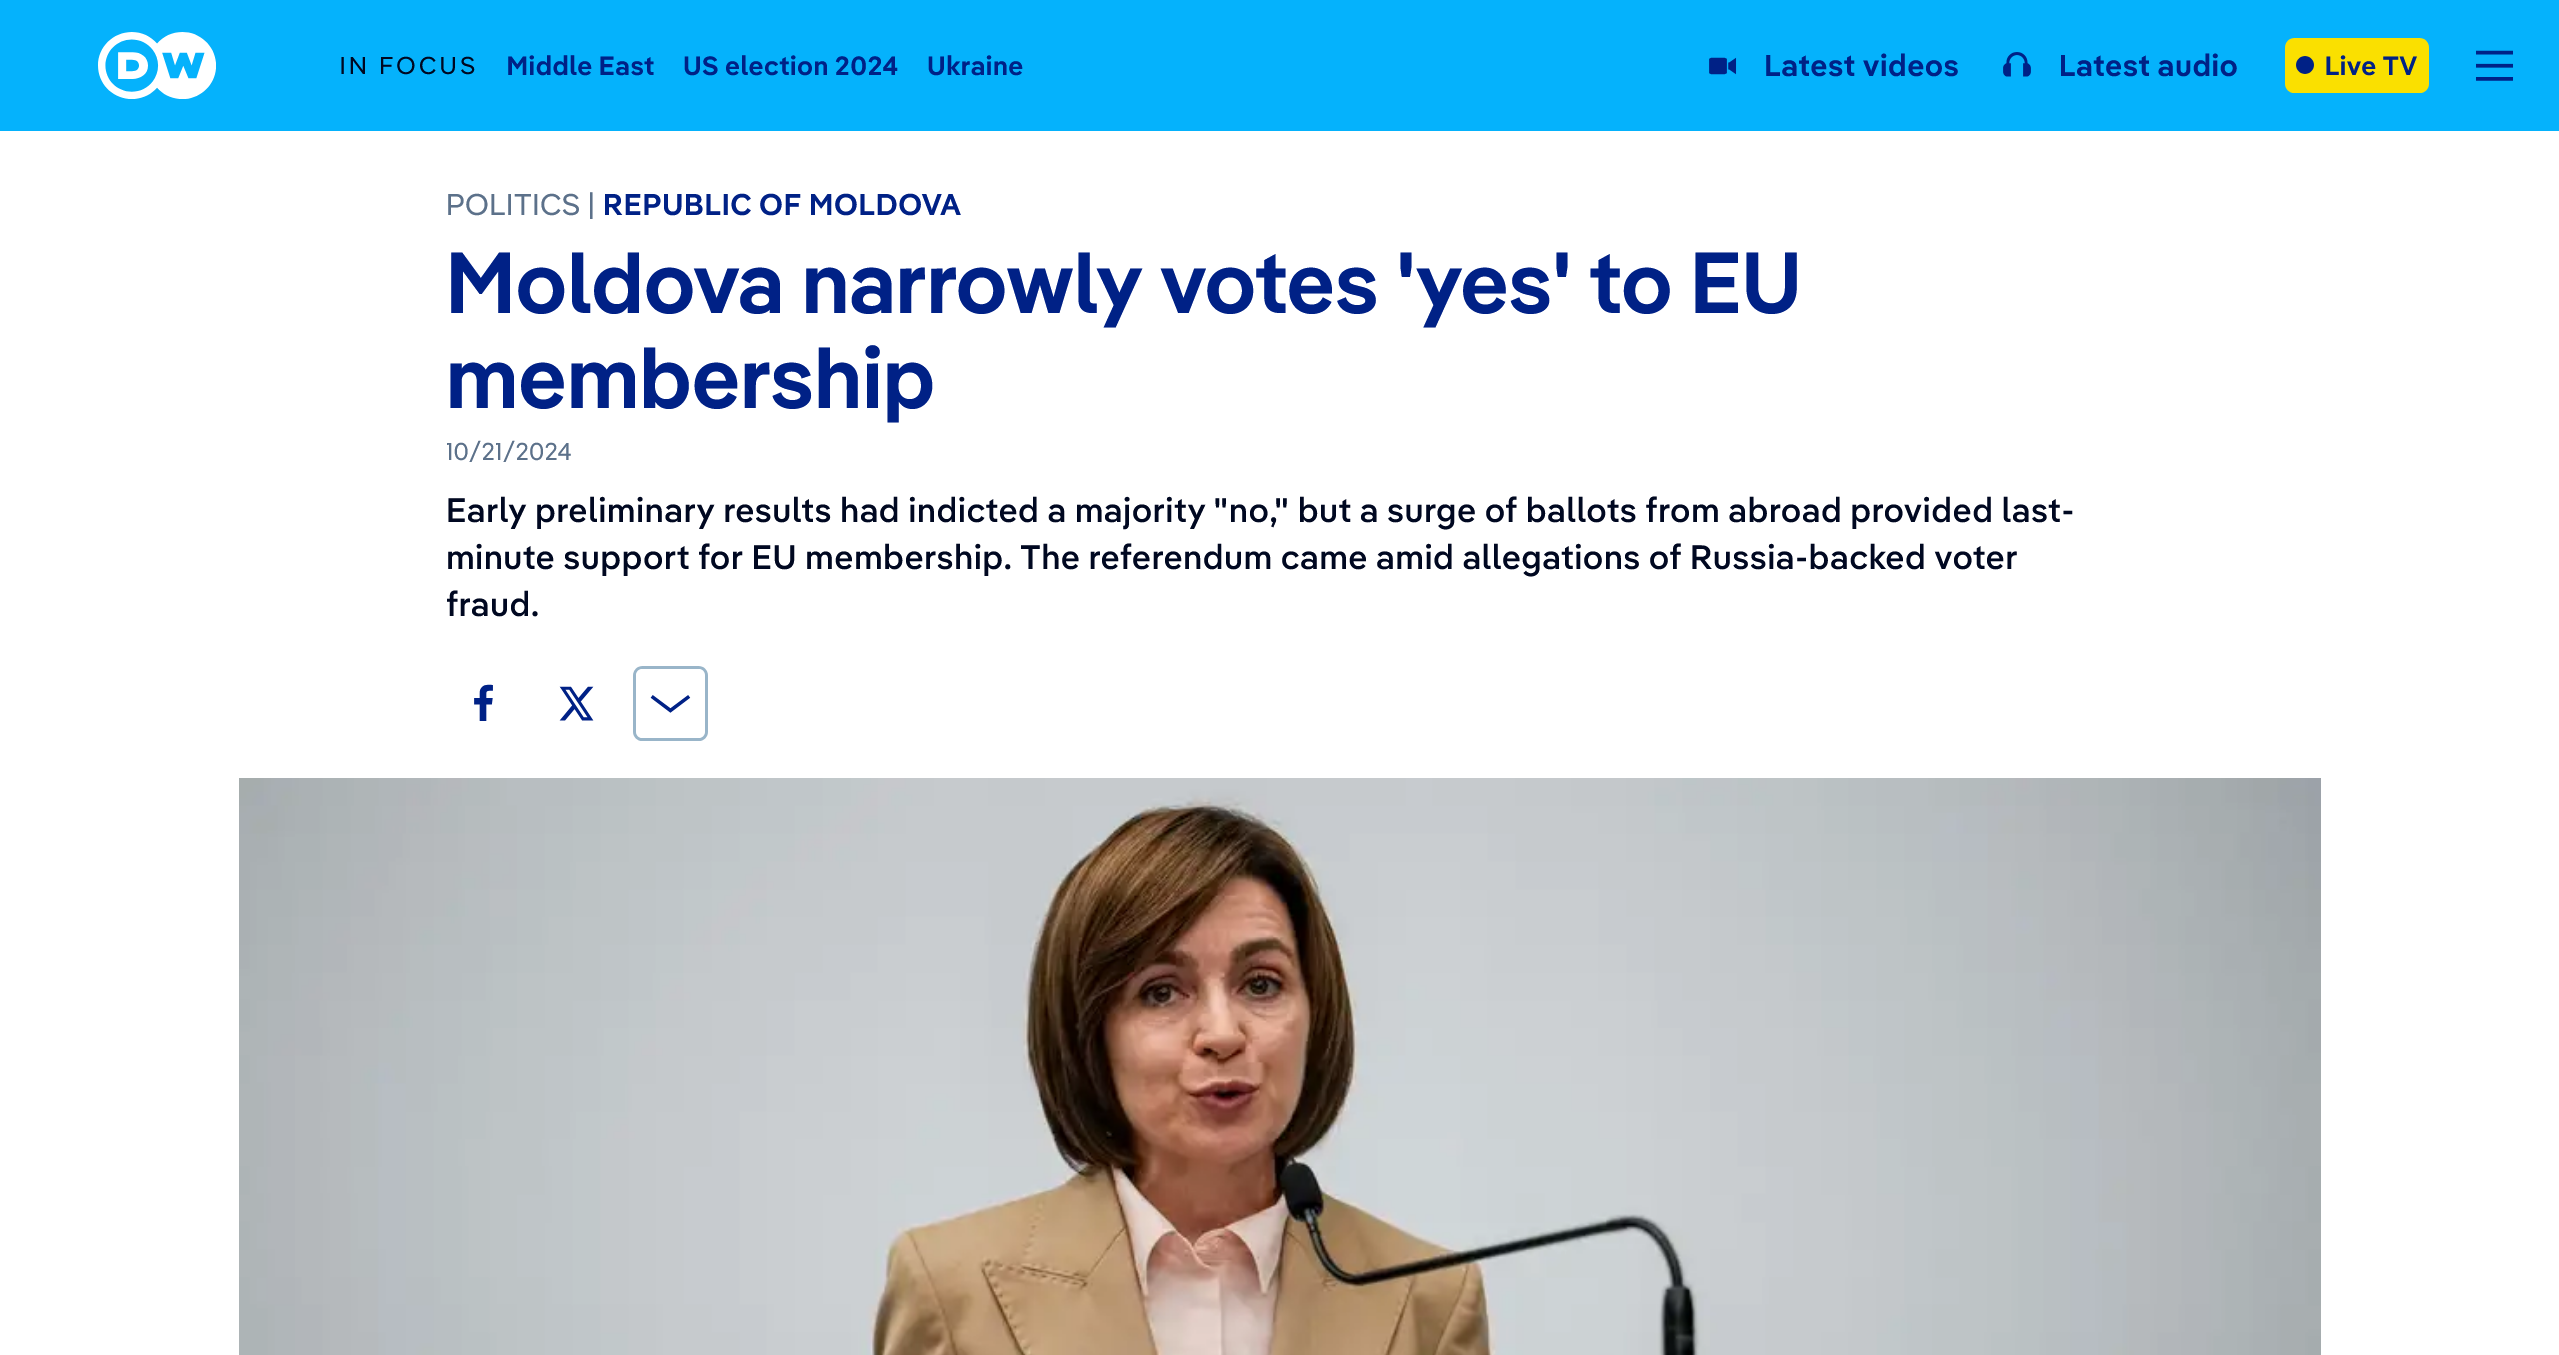 DW
IN FOCUS Middle East US election 2024 Ukraine Latest videos Latest audio Live TV
POLITICS | REPUBLIC OF MOLDOVA
Moldova narrowly votes 'yes' to EU
membership
10/21/2024
Early preliminary results had indicted a majority "no," but a surge of ballots from abroad provided last-
minute support for EU membership. The referendum came amid allegations of Russia-backed voter
fraud.